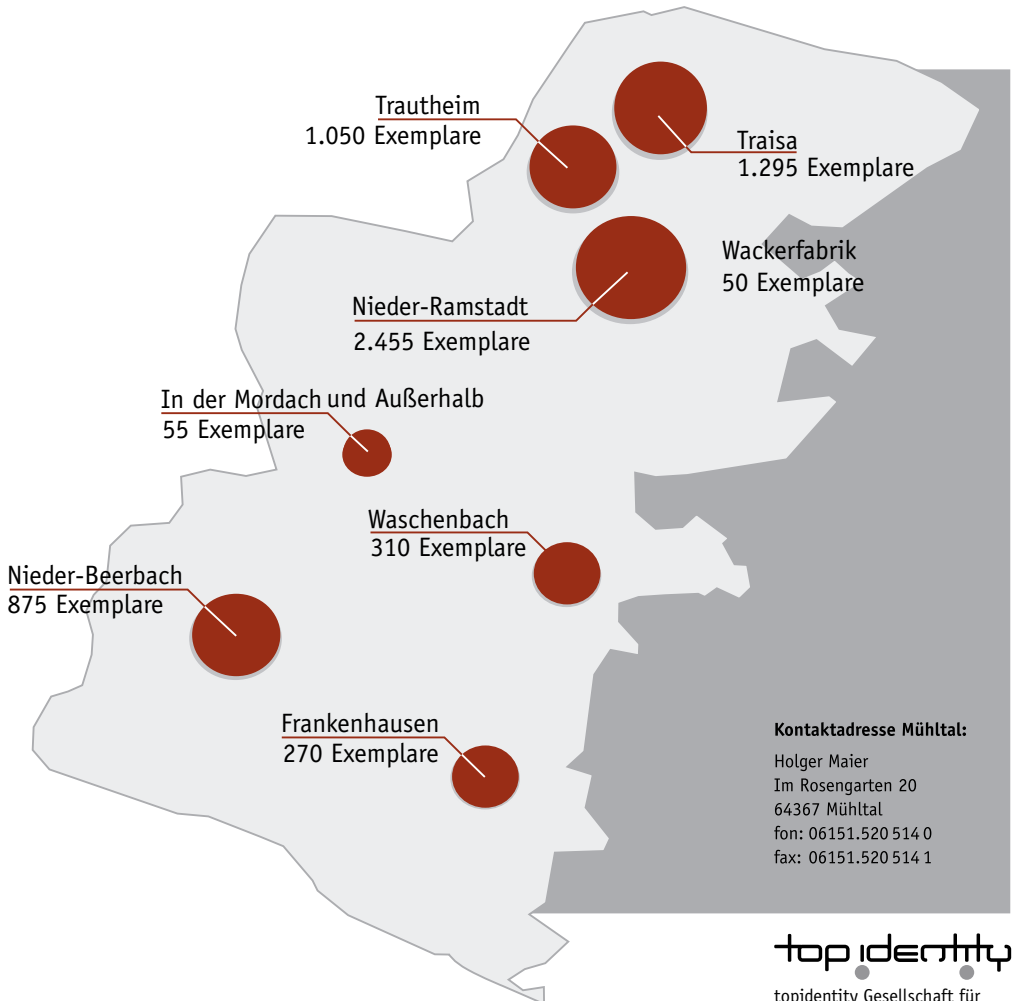 Trautheim
1.050 Exemplare
Traisa
1.295 Exemplare
Wackerfabrik
50 Exemplare
Nieder-Ramstadt
2.455 Exemplare
In der Mordach und Außerhalb
55 Exemplare
Waschenbach
310 Exemplare
Nieder-Beerbach
875 Exemplare
Frankenhausen
270 Exemplare
Kontaktadresse Mühltal:
Holger Maier
Im Rosengarten 20
64367 Mühltal
fon: 06151.520 514 0
fax: 06151.520 514 1
top identity
topidentity Gesellschaft für